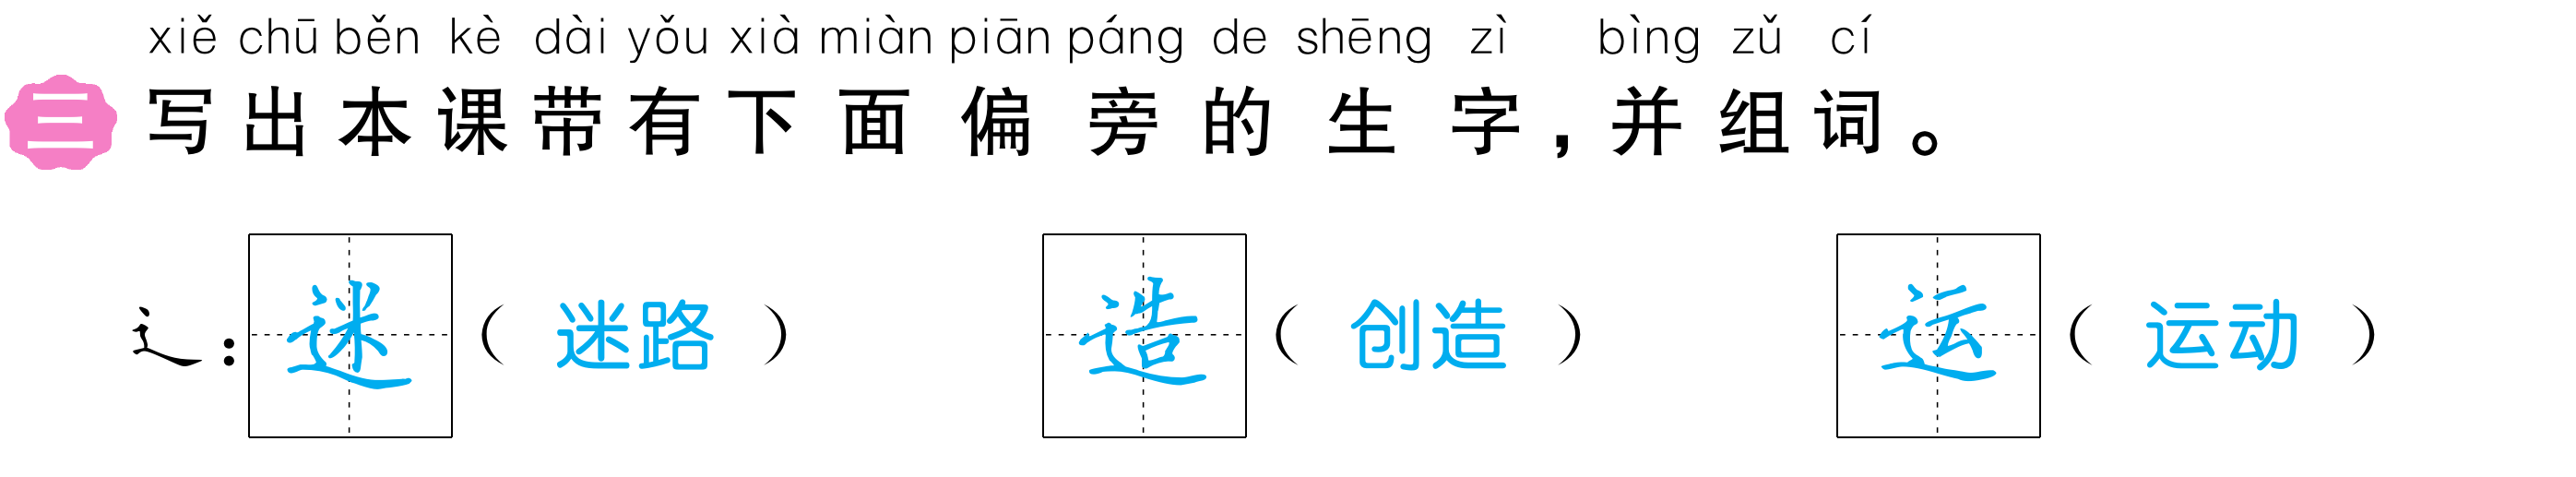 xiě chū běn kè dài yǒu xià miàn piān páng de shēng zì bìng zǔ cí
三 写出本课带有下面偏旁的生字，并组词。
辶：迷（迷路） 造（创造） 运（运动）